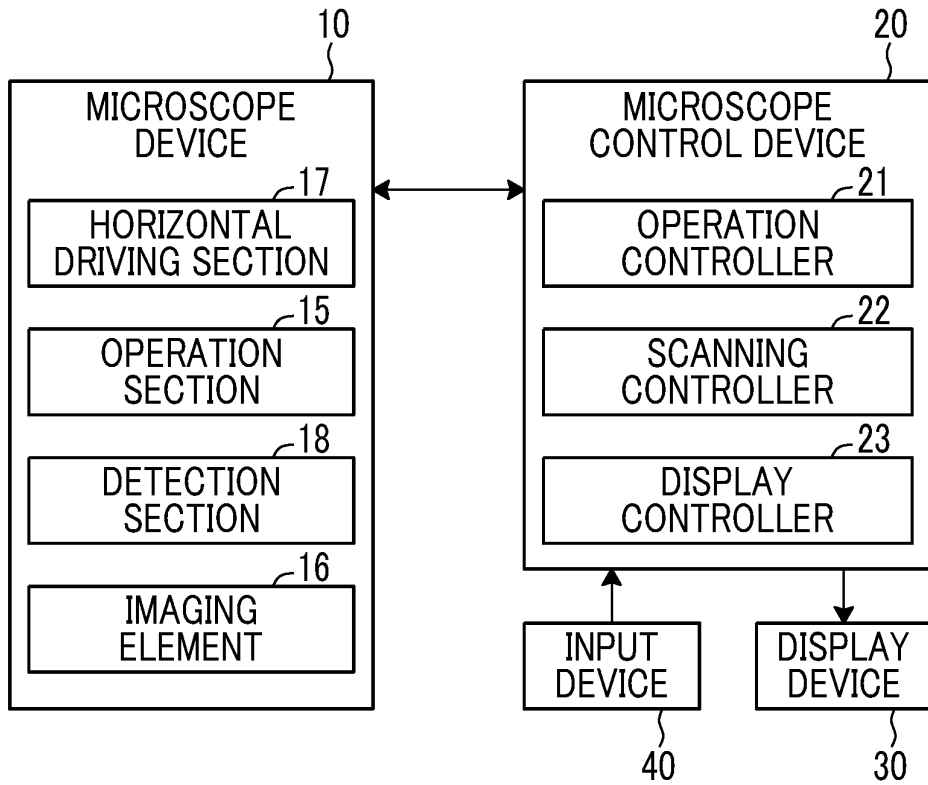 10
MICROSCOPE
DEVICE
17
HORIZONTAL
DRIVING SECTION
15
OPERATION
SECTION
18
DETECTION
SECTION
16
IMAGING
ELEMENT
20
MICROSCOPE
CONTROL DEVICE
21
OPERATION
CONTROLLER
22
SCANNING
CONTROLLER
23
DISPLAY
CONTROLLER
INPUT
DEVICE
40
DISPLAY
DEVICE
30